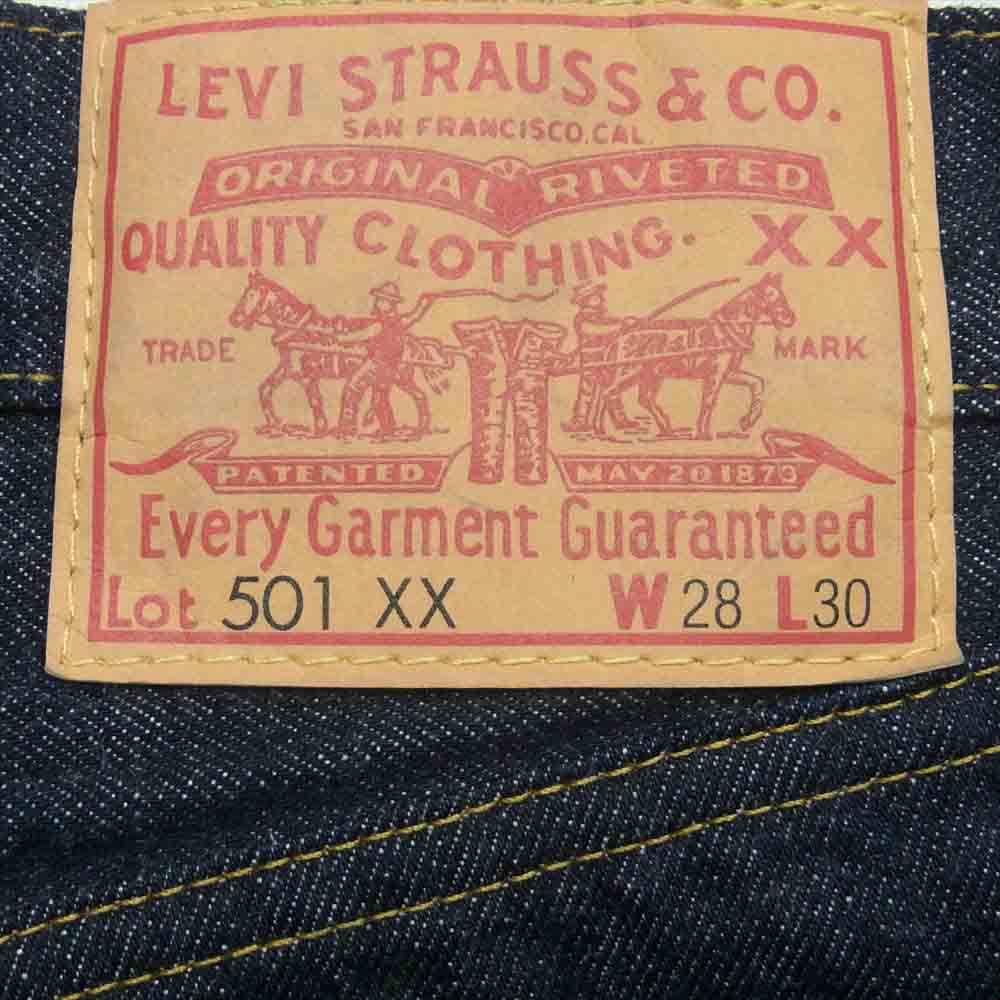 LEVI STRAUSS & CO.
SAN FRANCISCO, CAL.
ORIGINAL RIVETED
QUALITY CLOTHING. XX
TRADE MARK
PATENTED MAY 20 1873
Every Garment Guaranteed
Lot 501 XX W 28 L 30